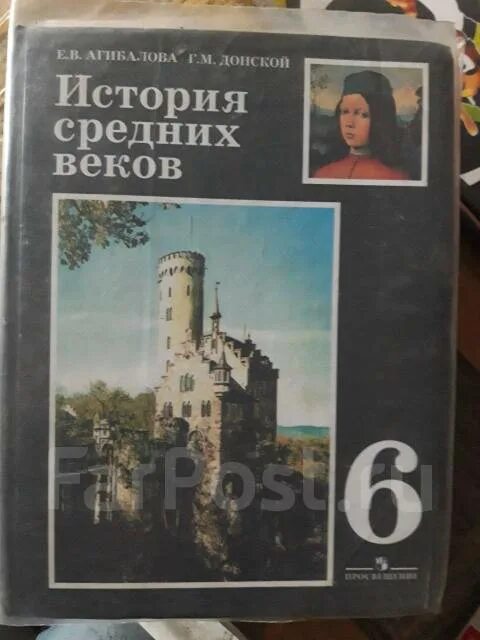 Е.В. АГИБАЛОВА Г.М. ДОНСКОЙ
История
средних
веков
FarPost.ru
6
ПРОСВЕЩЕНИЕ